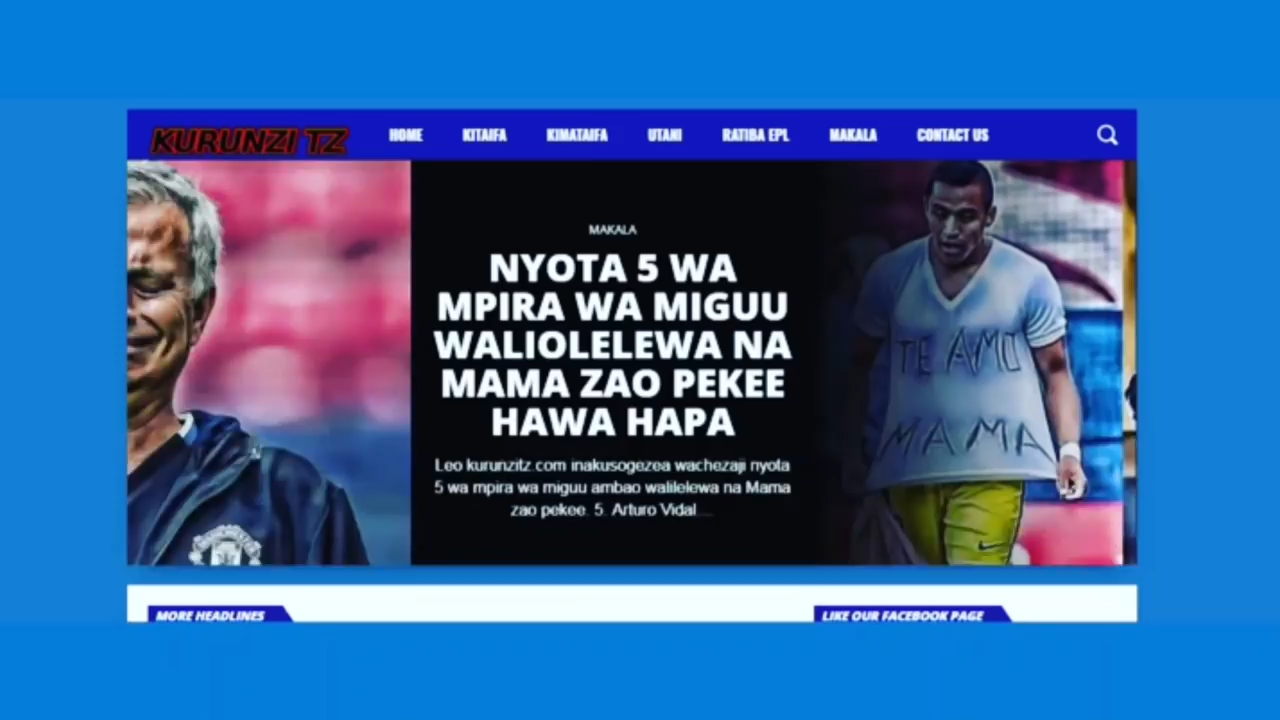 KURUNZI TZ
HOME KITAIFA KIMATAIFA UTANI RATIBA EPL MAKALA CONTACT US
MAKALA
NYOTA 5 WA
MPIRA WA MIGUU
WALIOLELEWA NA
MAMA ZAO PEKEE
HAWA HAPA
Leo kurunzitz.com inakusogezea wachezaji nyota
5 wa mpira wa miguu ambao walilelewa na Mama
zao pekee. 5. Arturo Vidal....
TE AMO
MAMA
MORE HEADLINES
LIKE OUR FACEBOOK PAGE